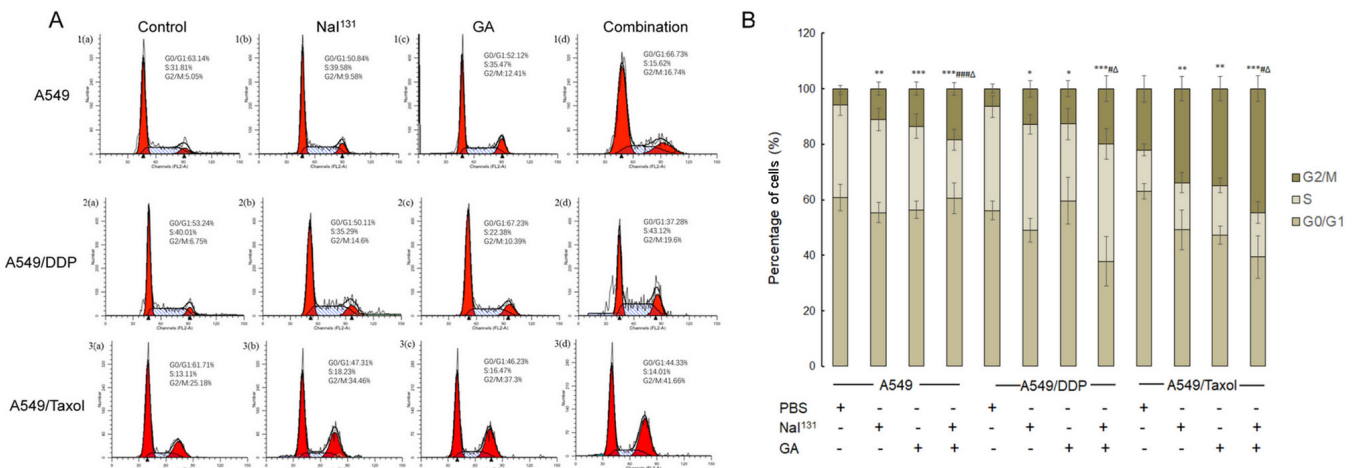 A
Control
NaI¹³¹
GA
Combination
A549
1(a)
G0/G1:63.14%
S:31.81%
G2/M:5.05%
1(b)
G0/G1:50.84%
S:39.58%
G2/M:9.58%
1(c)
G0/G1:52.12%
S:35.47%
G2/M:12.41%
1(d)
G0/G1:66.73%
S:15.62%
G2/M:16.74%
A549/DDP
2(a)
G0/G1:53.24%
S:40.01%
G2/M:6.75%
2(b)
G0/G1:50.11%
S:35.29%
G2/M:14.6%
2(c)
G0/G1:67.23%
S:22.38%
G2/M:10.39%
2(d)
G0/G1:37.28%
S:43.12%
G2/M:19.6%
A549/Taxol
3(a)
G0/G1:61.71%
S:13.11%
G2/M:25.18%
3(b)
G0/G1:47.31%
S:18.23%
G2/M:34.46%
3(c)
G0/G1:46.23%
S:16.47%
G2/M:37.3%
3(d)
G0/G1:44.33%
S:14.01%
G2/M:41.66%
Number
Channels (FL2-A)
B
Percentage of cells (%)
120
100
80
60
40
20
0
** *** ***###Δ * * ***#Δ ** ** ***#Δ
G2/M
S
G0/G1
A549 A549/DDP A549/Taxol
PBS + - - - + - - - + - - -
NaI¹³¹ - + - + - + - + - + - +
GA - - + + - - + + - - + +